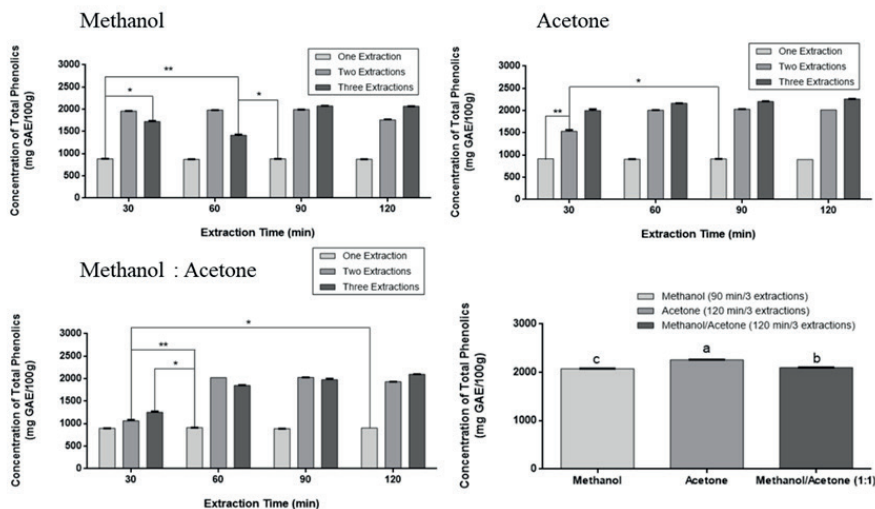 Methanol
One Extraction
Two Extractions
Three Extractions
Concentration of Total Phenolics
(mg GAE/100g)
3000
2500
2000
1500
1000
500
0
**
*
*
30
60
90
120
Extraction Time (min)
Acetone
One Extraction
Two Extractions
Three Extractions
Concentration of Total Phenolics
(mg GAE/100g)
3000
2500
2000
1500
1000
500
0
*
**
30
60
90
120
Extraction Time (min)
Methanol : Acetone
One Extraction
Two Extractions
Three Extractions
Concentration of Total Phenolics
(mg GAE/100g)
3000
2500
2000
1500
1000
500
0
*
**
*
30
60
90
120
Extraction Time (min)
Methanol (90 min/3 extractions)
Acetone (120 min/3 extractions)
Methanol/Acetone (120 min/3 extractions)
Concentration of Total Phenolics
(mg GAE/100g)
3000
2000
1000
0
c
a
b
Methanol
Acetone
Methanol/Acetone (1:1)